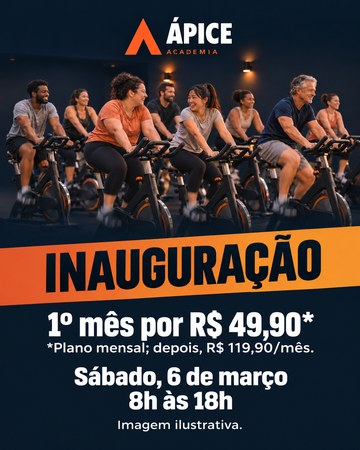 ÁPICE
ACADEMIA
INAUGURAÇÃO
1º mês por R$ 49,90*
*Plano mensal; depois, R$ 119,90/mês.
Sábado, 6 de março
8h às 18h
Imagem ilustrativa.